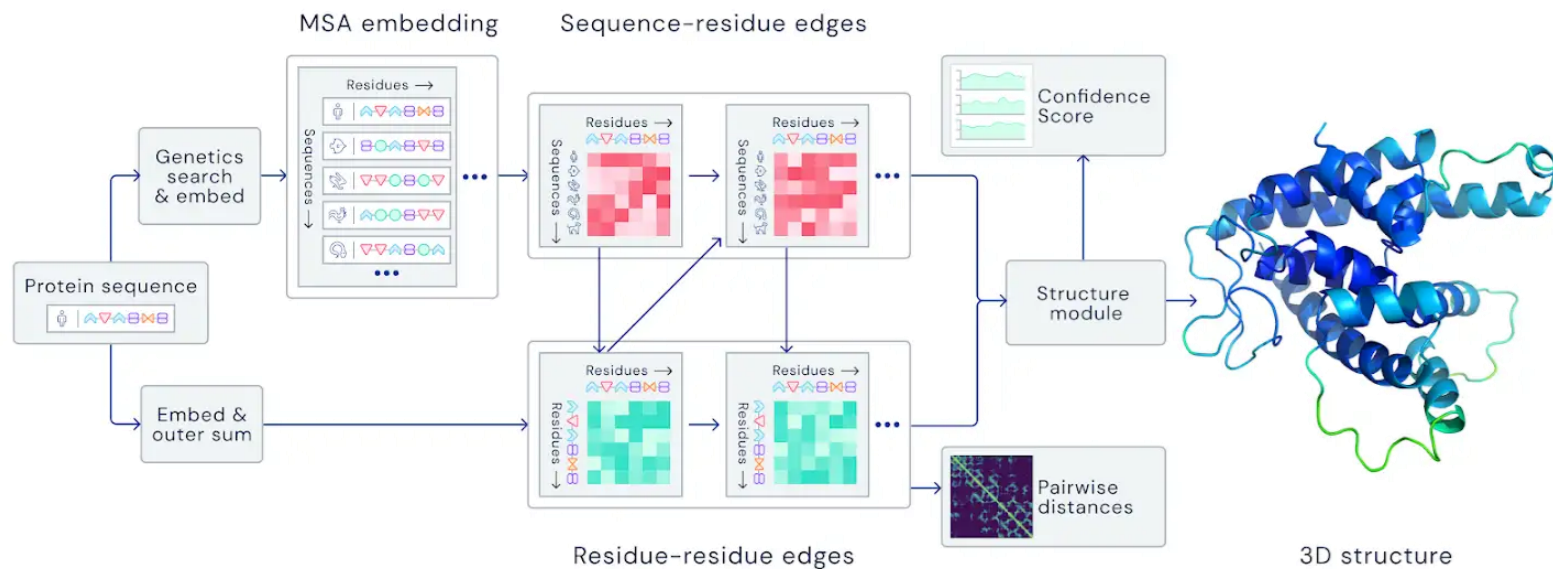 MSA embedding
Sequence-residue edges
Residues
Sequences
Genetics
search
& embed
Protein sequence
Embed &
outer sum
Residues
Sequences
Residues
Sequences
Residues
Residues
Residues
Residues
Confidence
Score
Structure
module
Pairwise
distances
Residue-residue edges
3D structure